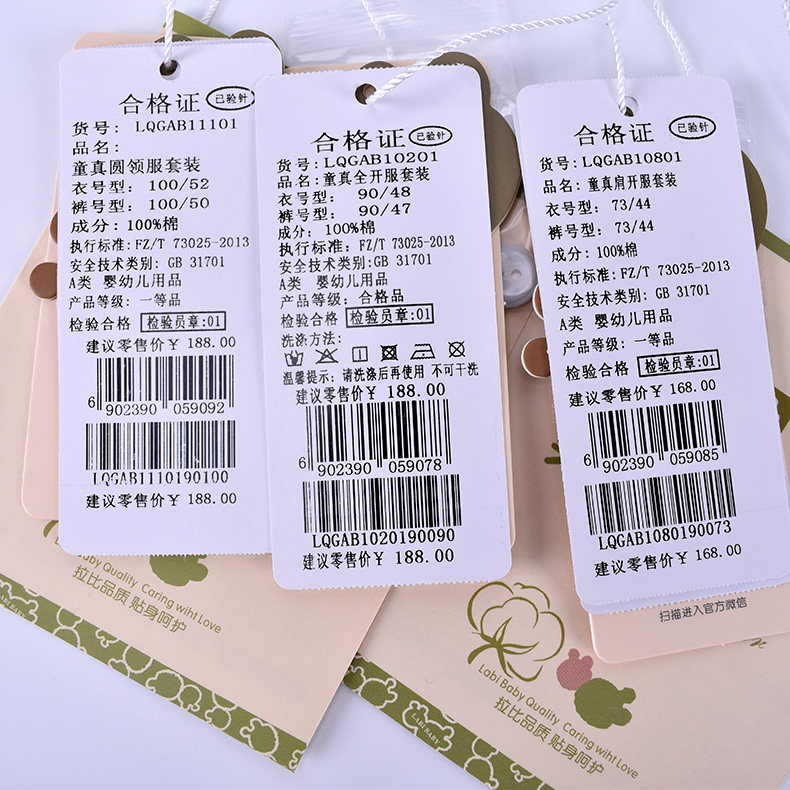 合格证 已验针
货号: LQGAB11101
品名:
童真圆领服套装
衣号型: 100/52
裤号型: 100/50
成分: 100%棉
执行标准: FZ/T 73025-2013
安全技术类别: GB 31701
A类 婴幼儿用品
产品等级: 一等品
检验合格 检验员章:01
建议零售价¥ 188.00
6 902390 059092
LQGAB1110190100
建议零售价¥ 188.00
合格证 已验针
货号: LQGAB10201
品名: 童真全开服套装
衣号型: 90/48
裤号型: 90/47
成分: 100%棉
执行标准: FZ/T 73025-2013
安全技术类别: GB 31701
A类 婴幼儿用品
产品等级: 合格品
检验合格 检验员章:01
洗涤方法:
温馨提示: 请洗涤后再使用 不可干洗
建议零售价¥ 188.00
6 902390 059078
LQGAB1020190090
建议零售价¥ 188.00
合格证 已验针
货号: LQGAB10801
品名: 童真肩开服套装
衣号型: 73/44
裤号型: 73/44
成分: 100%棉
执行标准: FZ/T 73025-2013
安全技术类别: GB 31701
A类 婴幼儿用品
产品等级: 一等品
检验合格 检验员章:01
建议零售价¥ 168.00
6 902390 059085
LQGAB1080190073
建议零售价¥ 168.00
扫描进入官方微信
Baby Quality Caring wiht Love
拉比品质 贴身呵护
LABI BABY
Labi Baby Quality Caring wiht Love
拉比品质 贴身呵护
LABI BABY